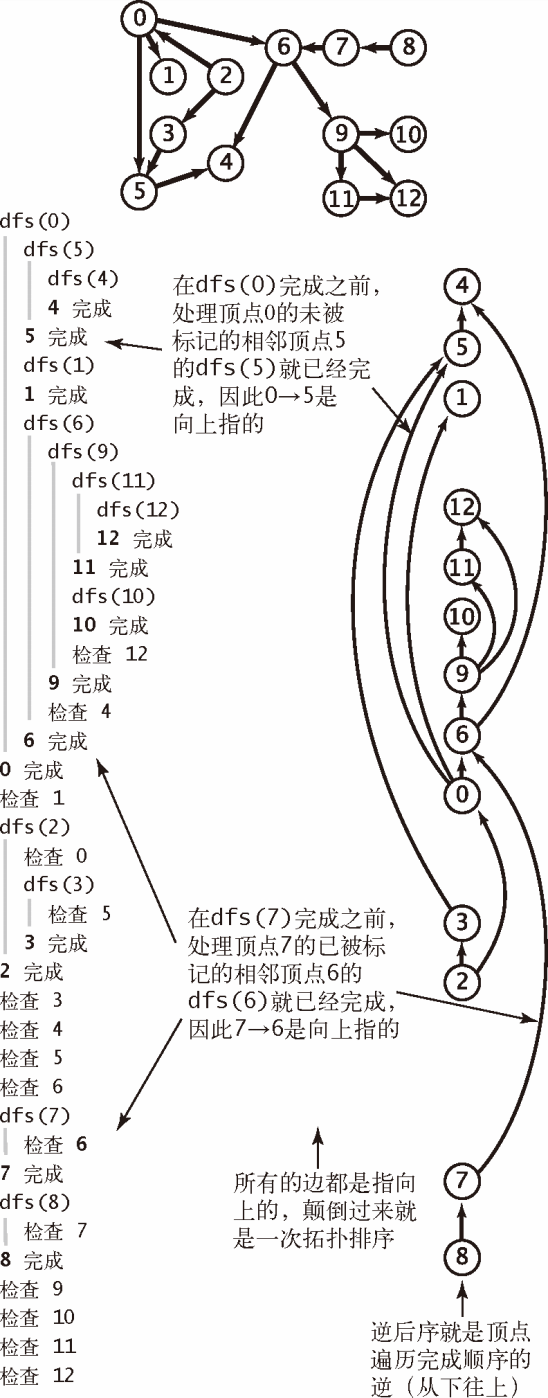 0
6
7
8
1
2
3
9
10
5
4
11
12
dfs(0)
dfs(5)
dfs(4)
4 完成
5 完成
dfs(1)
1 完成
dfs(6)
dfs(9)
dfs(11)
dfs(12)
12 完成
11 完成
dfs(10)
10 完成
检查 12
9 完成
检查 4
6 完成
0 完成
检查 1
dfs(2)
检查 0
dfs(3)
检查 5
3 完成
2 完成
检查 3
检查 4
检查 5
检查 6
dfs(7)
检查 6
7 完成
dfs(8)
检查 7
8 完成
检查 9
检查 10
检查 11
检查 12
在dfs(0)完成之前，
处理顶点0的未被
标记的相邻顶点5
的dfs(5)就已经完
成，因此0→5是
向上指的
在dfs(7)完成之前，
处理顶点7的已被标
记的相邻顶点6的
dfs(6)就已经完成，
因此7→6是向上指的
所有的边都是指向
上的，颠倒过来就
是一次拓扑排序
4
5
1
12
11
10
9
6
0
3
2
7
8
逆后序就是顶点
遍历完成顺序的
逆（从下往上）